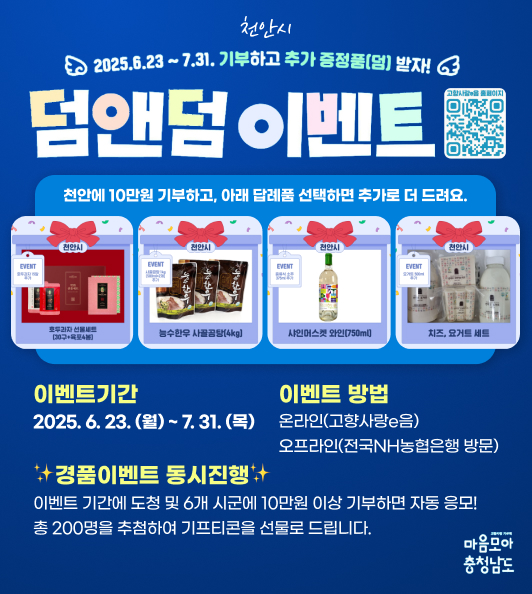 천안시
2025.6.23 ~ 7.31. 기부하고 추가 증정품(덤) 받자!
덤앤덤 이벤트
고향사랑e음 홈페이지
천안에 10만원 기부하고, 아래 답례품 선택하면 추가로 더 드려요.
천안시
EVENT
호두과자 선물세트
(30구+육포4봉)
천안시
EVENT
농수한우 사골곰탕(4kg)
천안시
EVENT
샤인머스켓 와인(750ml)
천안시
EVENT
치즈, 요거트 세트
이벤트기간
2025. 6. 23. (월) ~ 7. 31. (목)
이벤트 방법
온라인(고향사랑e음)
오프라인(전국NH농협은행 방문)
경품이벤트 동시진행
이벤트 기간에 도청 및 6개 시군에 10만원 이상 기부하면 자동 응모!
총 200명을 추첨하여 기프티콘을 선물로 드립니다.
마음모아
충청남도